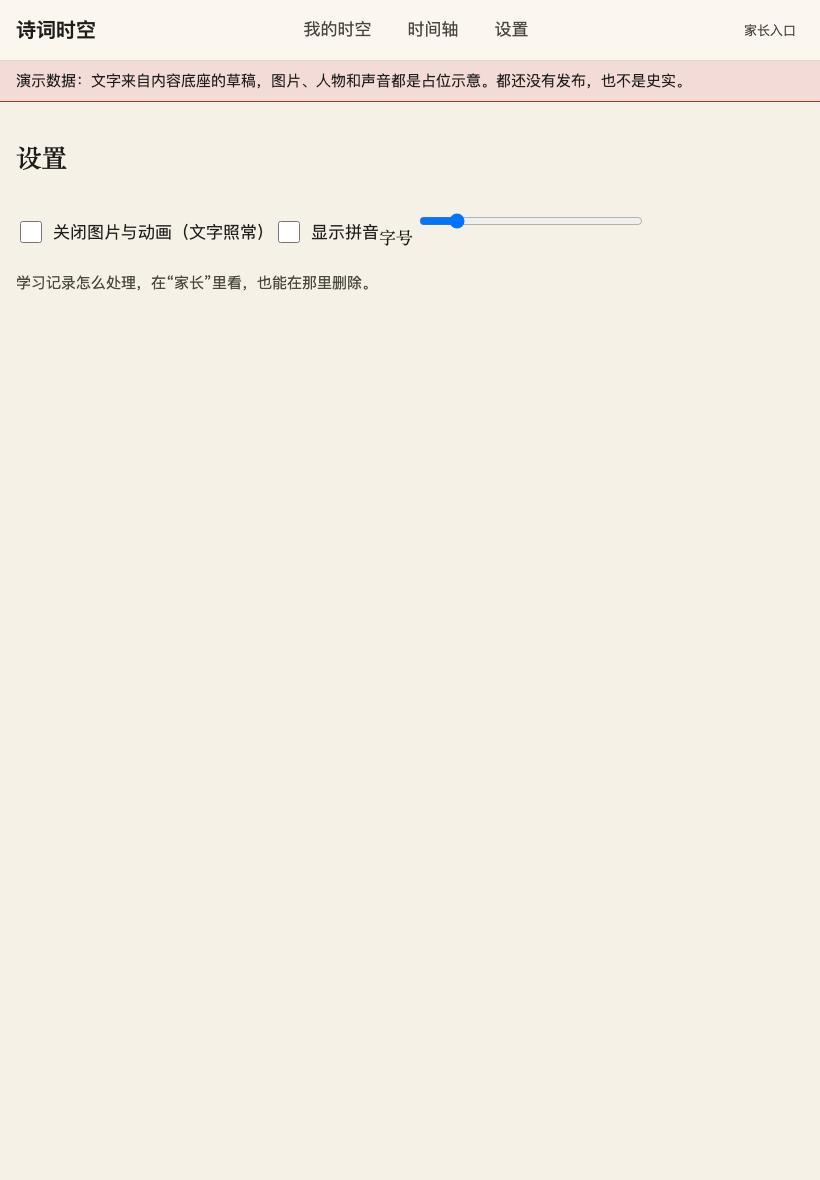 诗词时空
我的时空 时间轴 设置
家长入口
演示数据：文字来自内容底座的草稿，图片、人物和声音都是占位示意。都还没有发布，也不是史实。
设置
关闭图片与动画（文字照常） 显示拼音 字号
学习记录怎么处理，在“家长”里看，也能在那里删除。